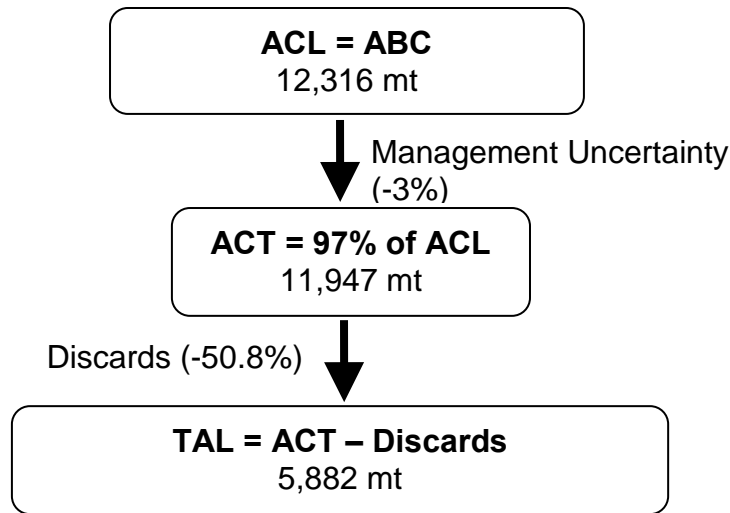 ACL = ABC
12,316 mt
Management Uncertainty
(-3%)
ACT = 97% of ACL
11,947 mt
Discards (-50.8%)
TAL = ACT – Discards
5,882 mt